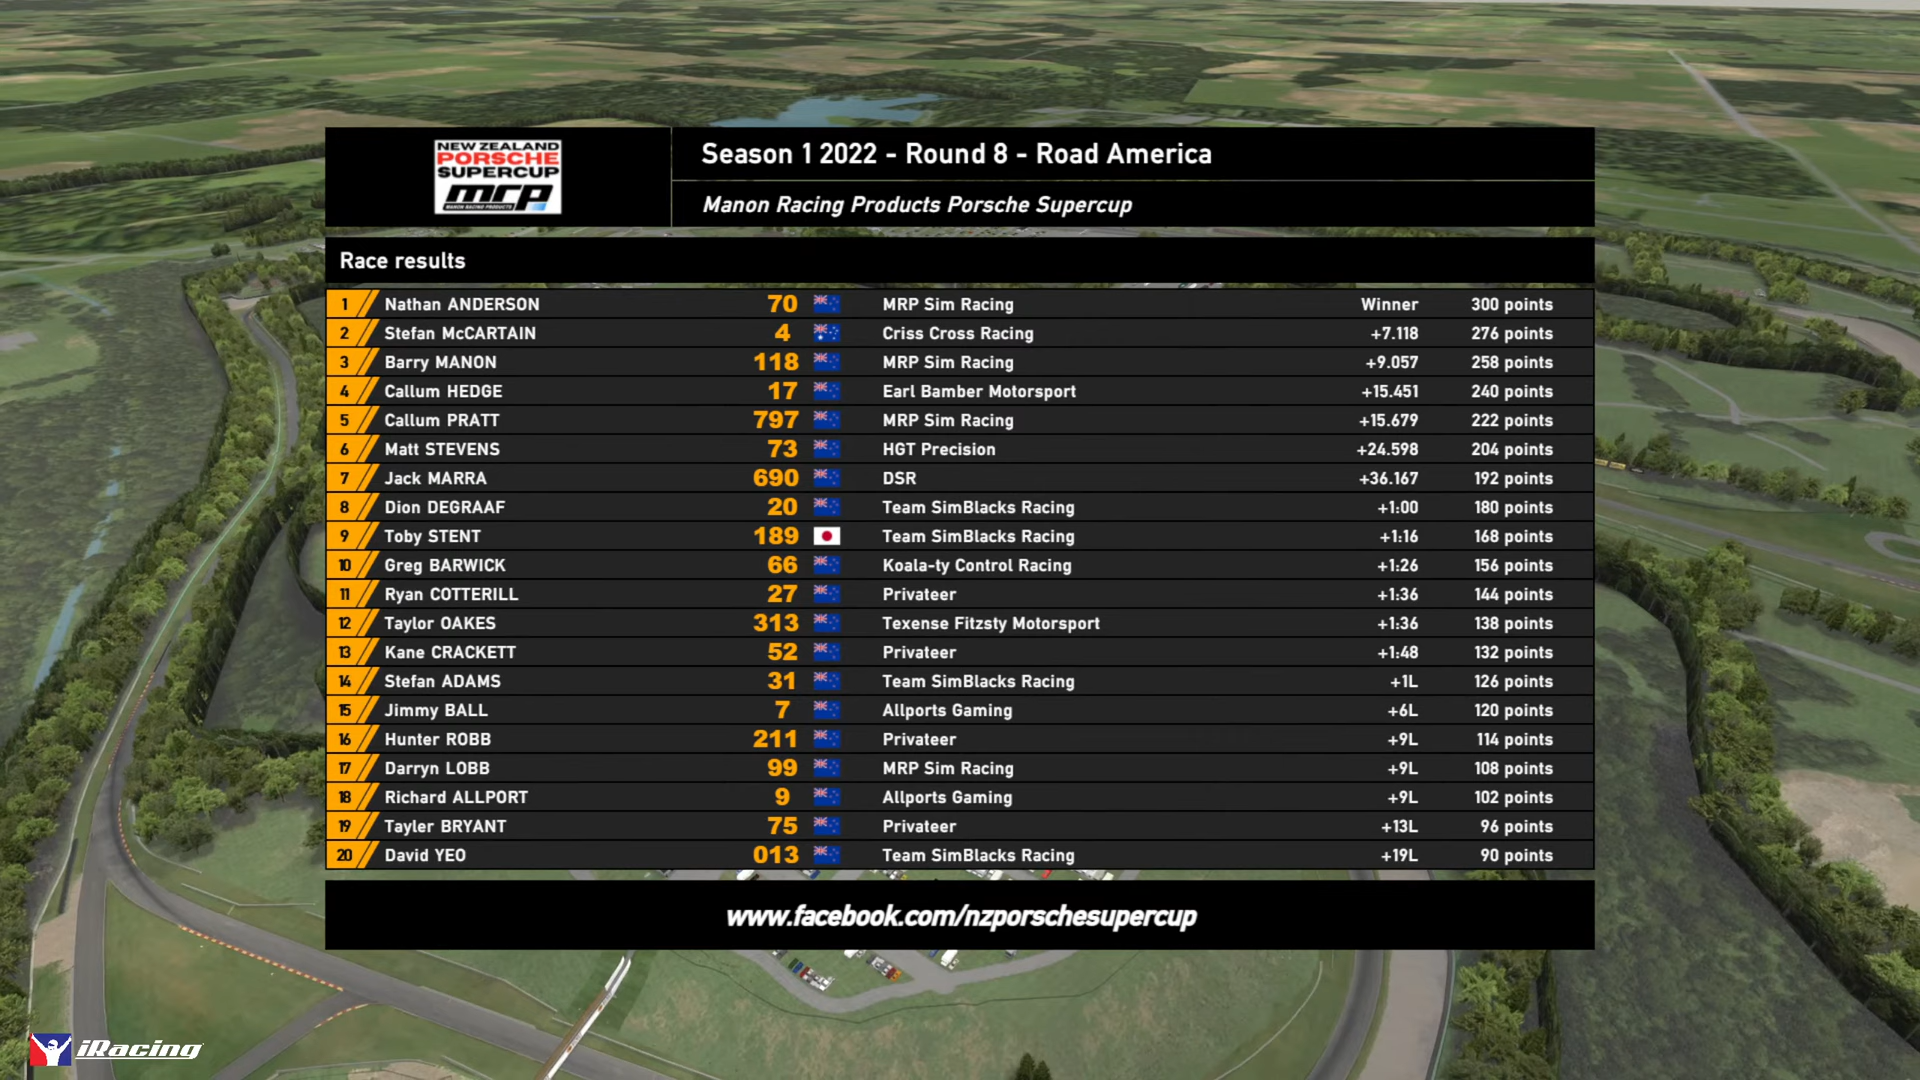 NEW ZEALAND
PORSCHE
SUPERCUP
mrp
MANON RACING PRODUCTS
Season 1 2022 - Round 8 - Road America
Manon Racing Products Porsche Supercup
Race results
1 Nathan ANDERSON 70 MRP Sim Racing Winner 300 points
2 Stefan McCARTAIN 4 Criss Cross Racing +7.118 276 points
3 Barry MANON 118 MRP Sim Racing +9.057 258 points
4 Callum HEDGE 17 Earl Bamber Motorsport +15.451 240 points
5 Callum PRATT 797 MRP Sim Racing +15.679 222 points
6 Matt STEVENS 73 HGT Precision +24.598 204 points
7 Jack MARRA 690 DSR +36.167 192 points
8 Dion DEGRAAF 20 Team SimBlacks Racing +1:00 180 points
9 Toby STENT 189 Team SimBlacks Racing +1:16 168 points
10 Greg BARWICK 66 Koala-ty Control Racing +1:26 156 points
11 Ryan COTTERILL 27 Privateer +1:36 144 points
12 Taylor OAKES 313 Texense Fitzsty Motorsport +1:36 138 points
13 Kane CRACKETT 52 Privateer +1:48 132 points
14 Stefan ADAMS 31 Team SimBlacks Racing +1L 126 points
15 Jimmy BALL 7 Allports Gaming +6L 120 points
16 Hunter ROBB 211 Privateer +9L 114 points
17 Darryn LOBB 99 MRP Sim Racing +9L 108 points
18 Richard ALLPORT 9 Allports Gaming +9L 102 points
19 Tayler BRYANT 75 Privateer +13L 96 points
20 David YEO 013 Team SimBlacks Racing +19L 90 points
www.facebook.com/nzporschesupercup
iRacing